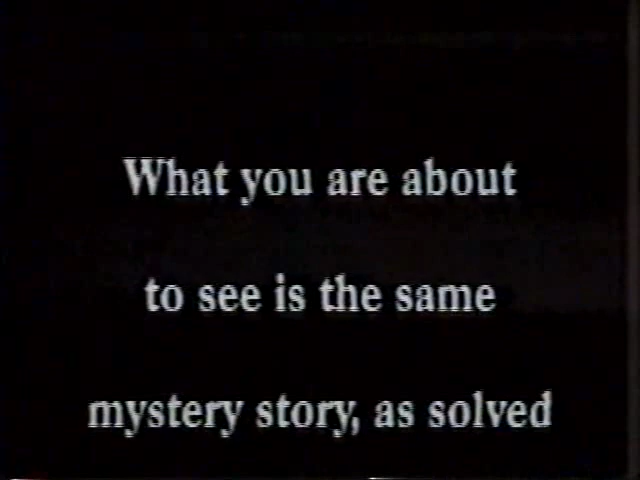 What you are about
to see is the same
mystery story, as solved